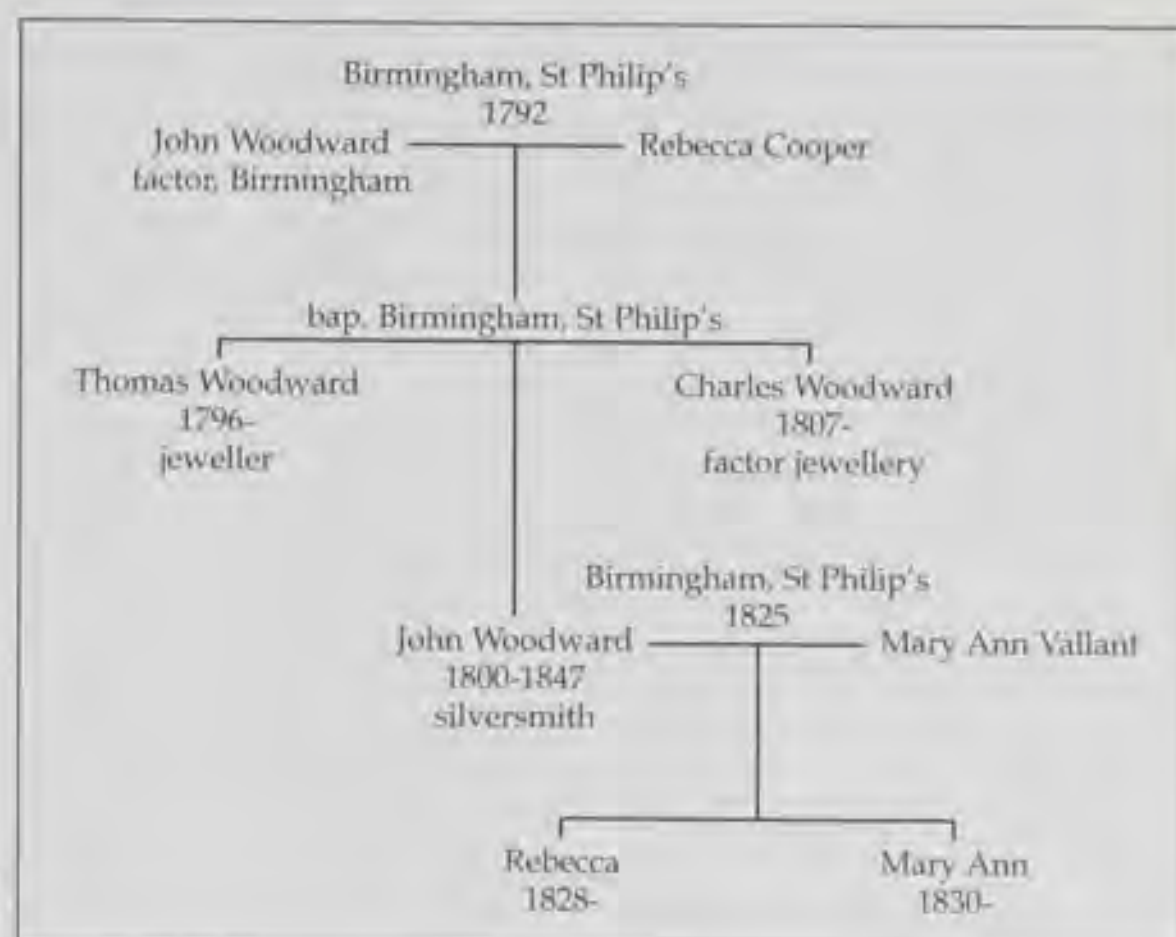 Birmingham, St Philip's
1792
John Woodward
Rebecca Cooper
factor, Birmingham
bap. Birmingham, St Philip's
Thomas Woodward
1796-
jeweller
Charles Woodward
1807-
factor jewellery
Birmingham, St Philip's
1825
John Woodward
1800-1847
silversmith
Mary Ann Vallant
Rebecca
1828-
Mary Ann
1830-